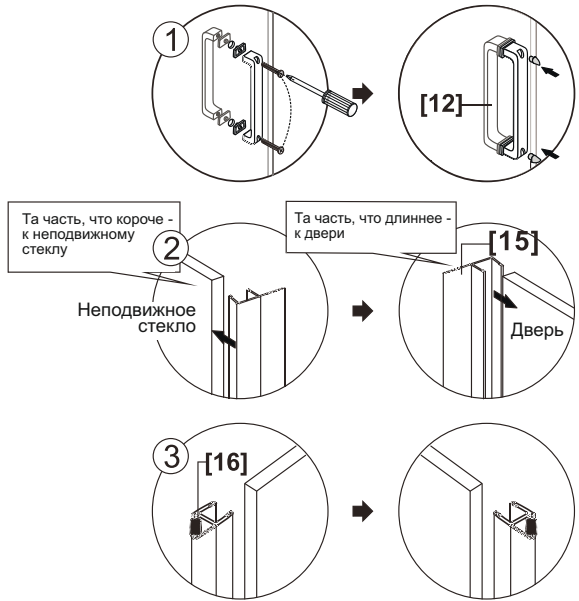 1
[12]
Та часть, что короче -
к неподвижному
стеклу
2
Неподвижное
стекло
Та часть, что длиннее -
к двери
[15]
Дверь
3
[16]